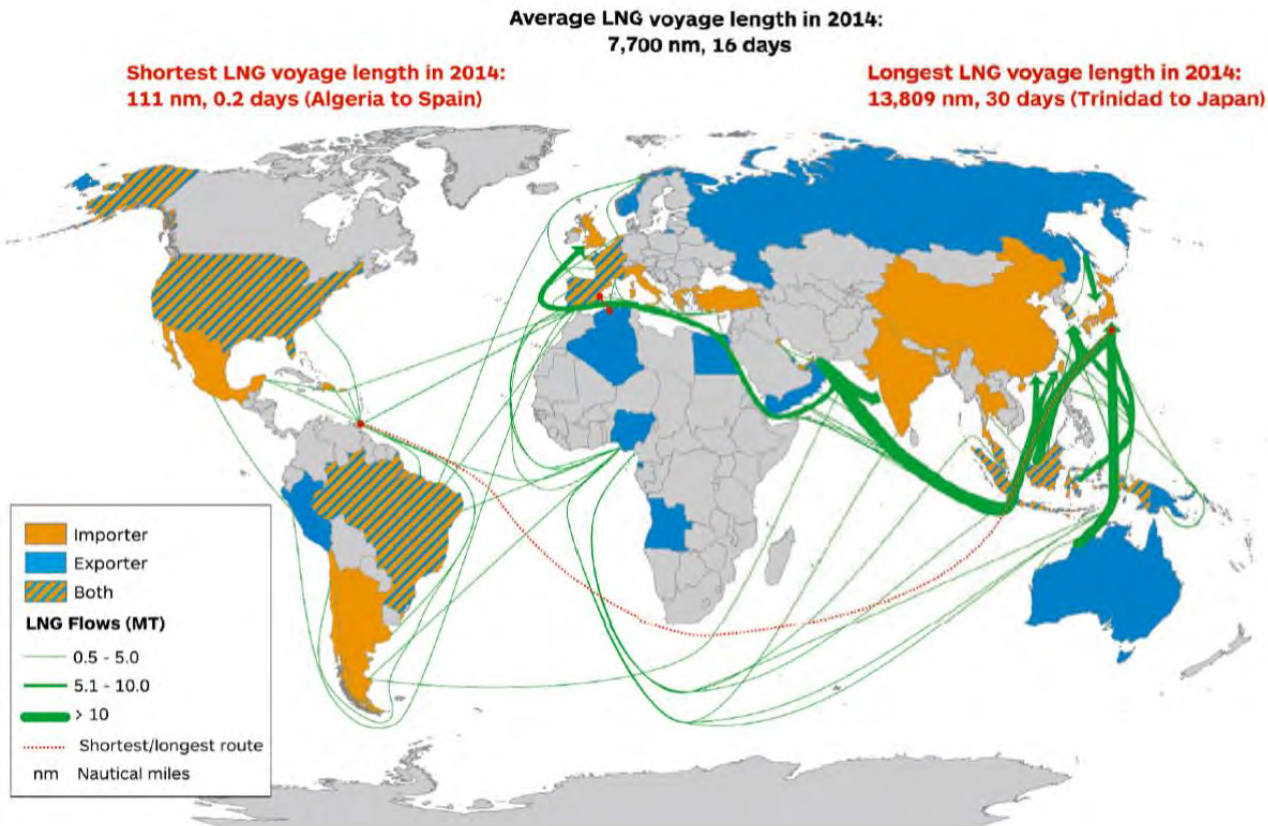 Average LNG voyage length in 2014:
7,700 nm, 16 days
Shortest LNG voyage length in 2014:
111 nm, 0.2 days (Algeria to Spain)
Longest LNG voyage length in 2014:
13,809 nm, 30 days (Trinidad to Japan)
Importer
Exporter
Both
LNG Flows (MT)
0.5 - 5.0
5.1 - 10.0
> 10
Shortest/longest route
nm Nautical miles